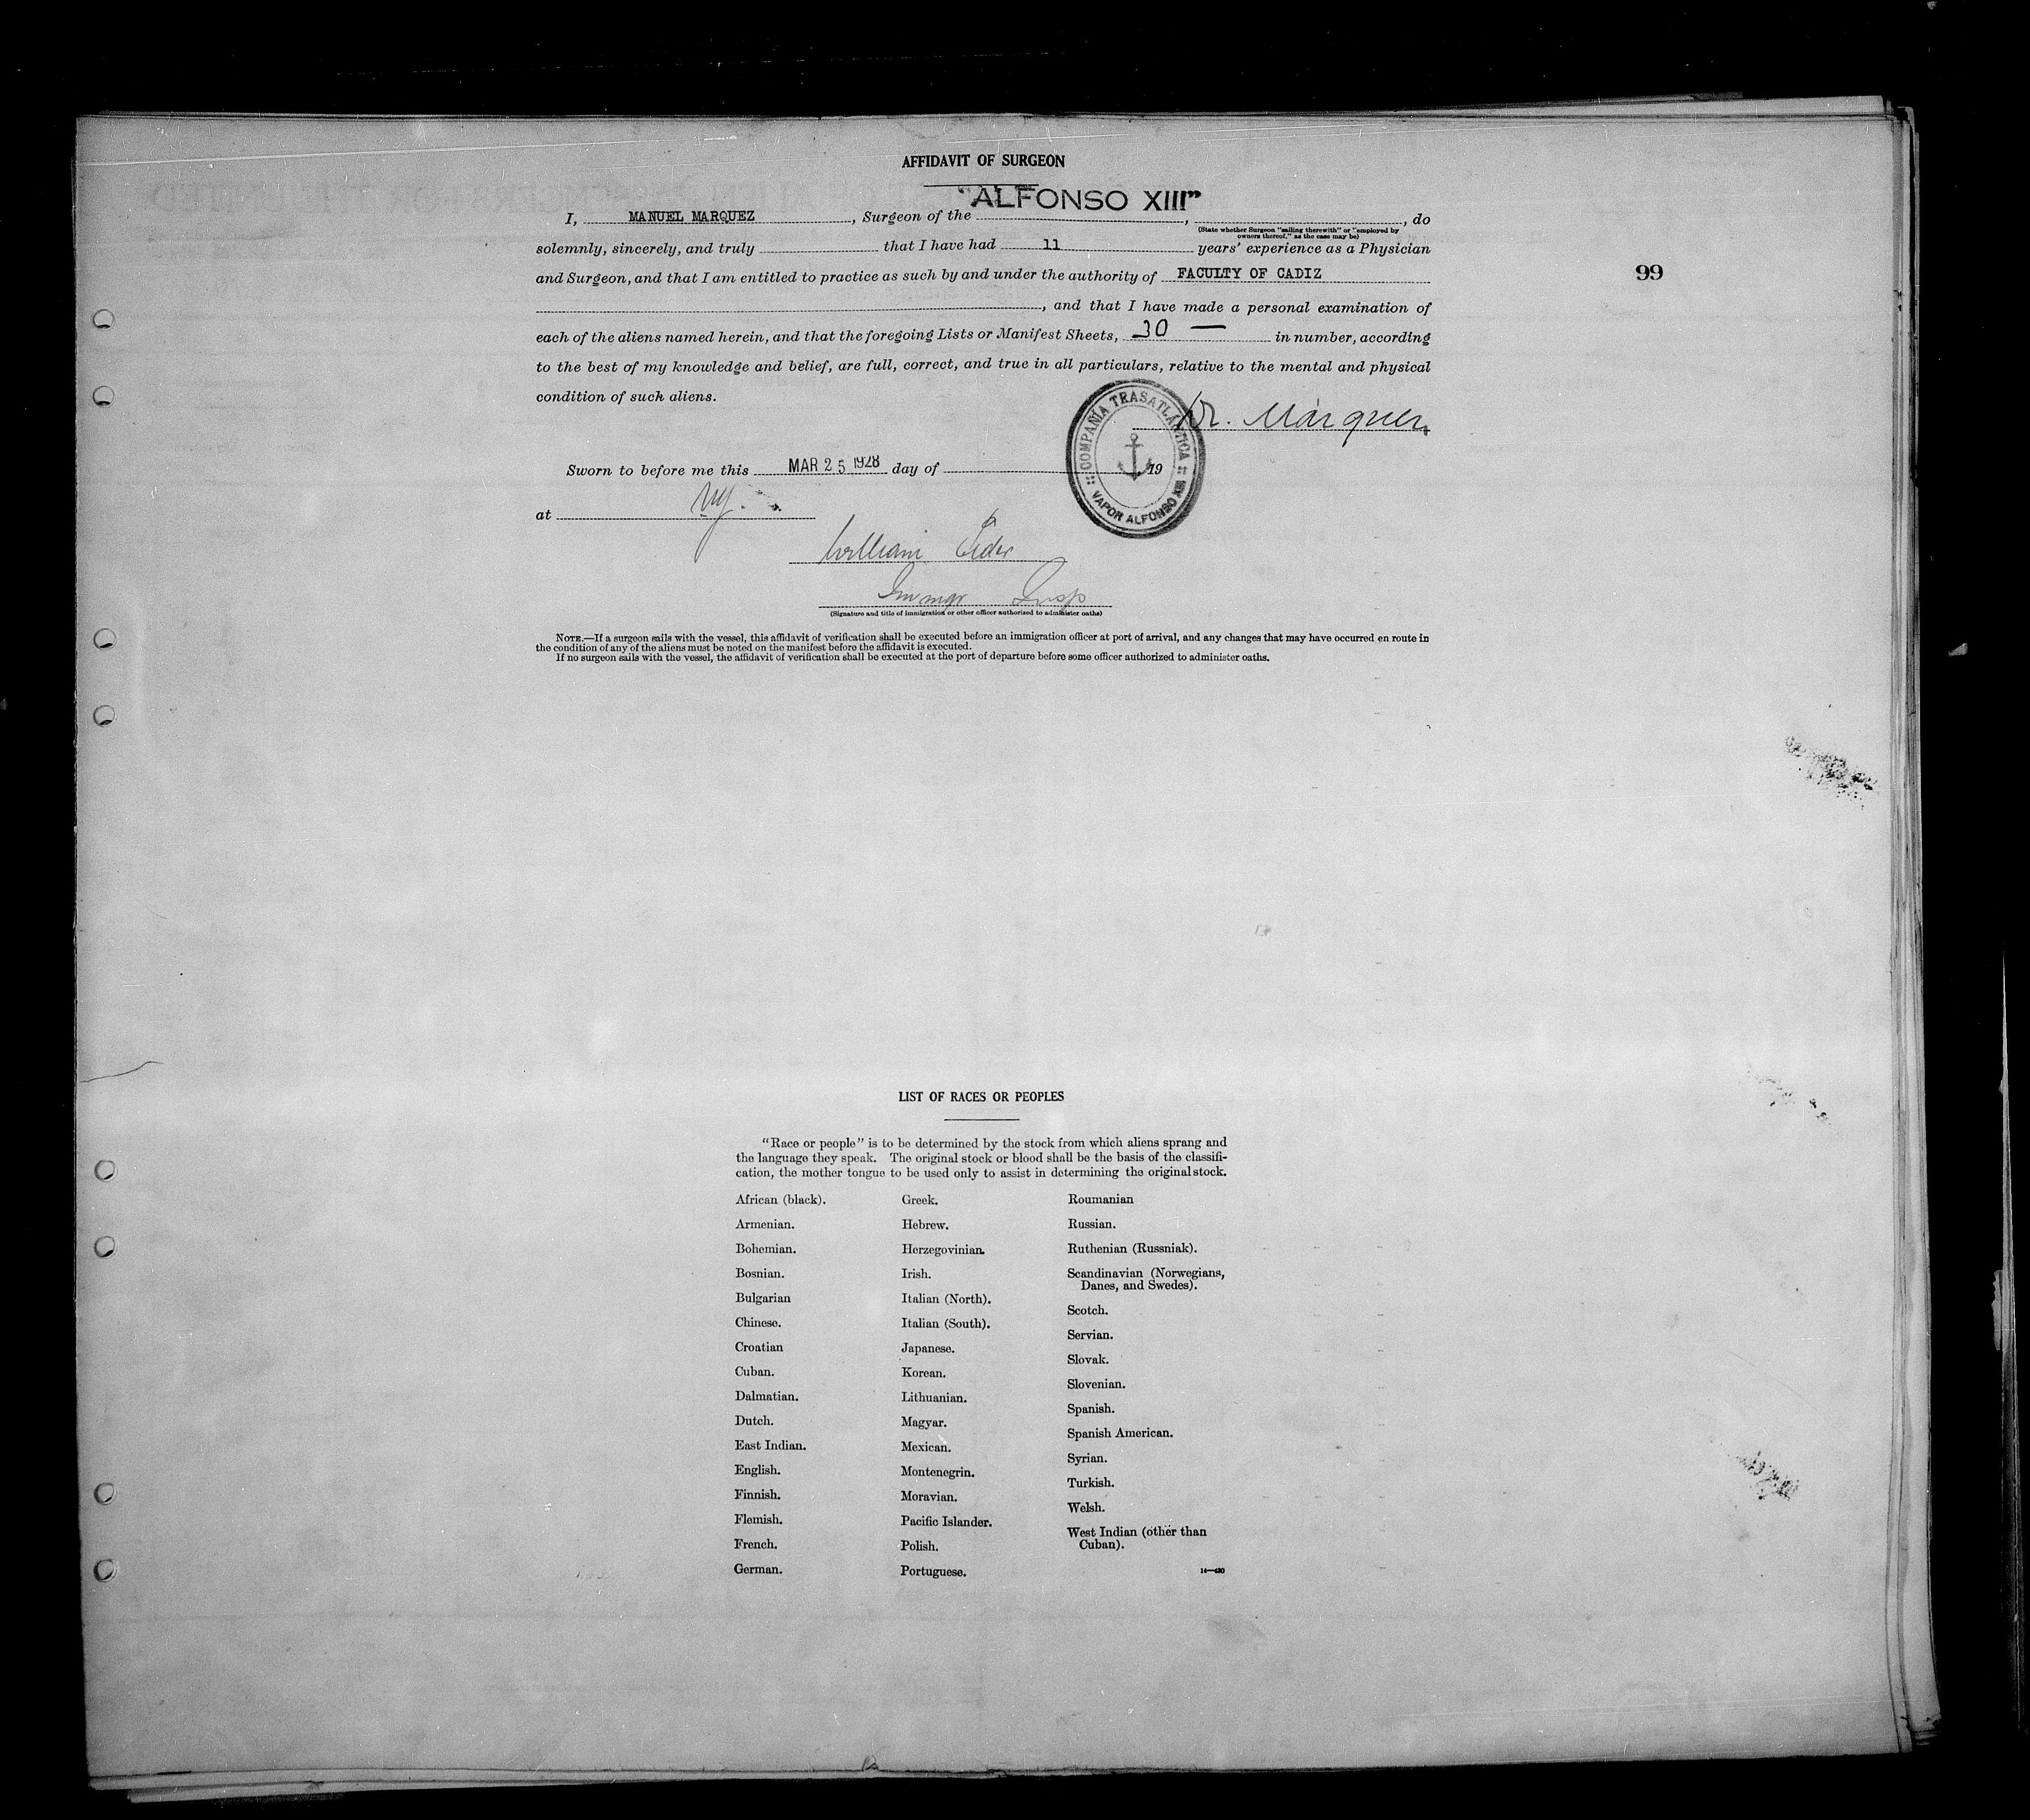 AFFIDAVIT OF SURGEON
"ALFONSO XIII"
I, MANUEL MARQUEZ, Surgeon of the , , do
(State whether Surgeon "sailing therewith" or "employed by
owners thereof," as the case may be)
solemnly, sincerely, and truly that I have had 11 years' experience as a Physician
and Surgeon, and that I am entitled to practice as such by and under the authority of FACULTY OF CADIZ
99
, and that I have made a personal examination of
each of the aliens named herein, and that the foregoing Lists or Manifest Sheets, 30 — in number, according
to the best of my knowledge and belief, are full, correct, and true in all particulars, relative to the mental and physical
condition of such aliens.
Dr. Márquez
COMPAÑIA TRASATLÁNTICA
VAPOR ALFONSO XIII
Sworn to before me this MAR 25 1928 day of 19
at NY.
William
Immgr Insp
(Signature and title of immigration or other officer authorized to administer oaths)
NOTE.—If a surgeon sails with the vessel, this affidavit of verification shall be executed before an immigration officer at port of arrival, and any changes that may have occurred en route in
the condition of any of the aliens must be noted on the manifest before the affidavit is executed.
If no surgeon sails with the vessel, the affidavit of verification shall be executed at the port of departure before some officer authorized to administer oaths.
LIST OF RACES OR PEOPLES
"Race or people" is to be determined by the stock from which aliens sprang and
the language they speak. The original stock or blood shall be the basis of the classifi-
cation, the mother tongue to be used only to assist in determining the original stock.
African (black).
Armenian.
Bohemian.
Bosnian.
Bulgarian
Chinese.
Croatian
Cuban.
Dalmatian.
Dutch.
East Indian.
English.
Finnish.
Flemish.
French.
German.
Greek.
Hebrew.
Herzegovinian.
Irish.
Italian (North).
Italian (South).
Japanese.
Korean.
Lithuanian.
Magyar.
Mexican.
Montenegrin.
Moravian.
Pacific Islander.
Polish.
Portuguese.
Roumanian
Russian.
Ruthenian (Russniak).
Scandinavian (Norwegians,
Danes, and Swedes).
Scotch.
Servian.
Slovak.
Slovenian.
Spanish.
Spanish American.
Syrian.
Turkish.
Welsh.
West Indian (other than
Cuban).